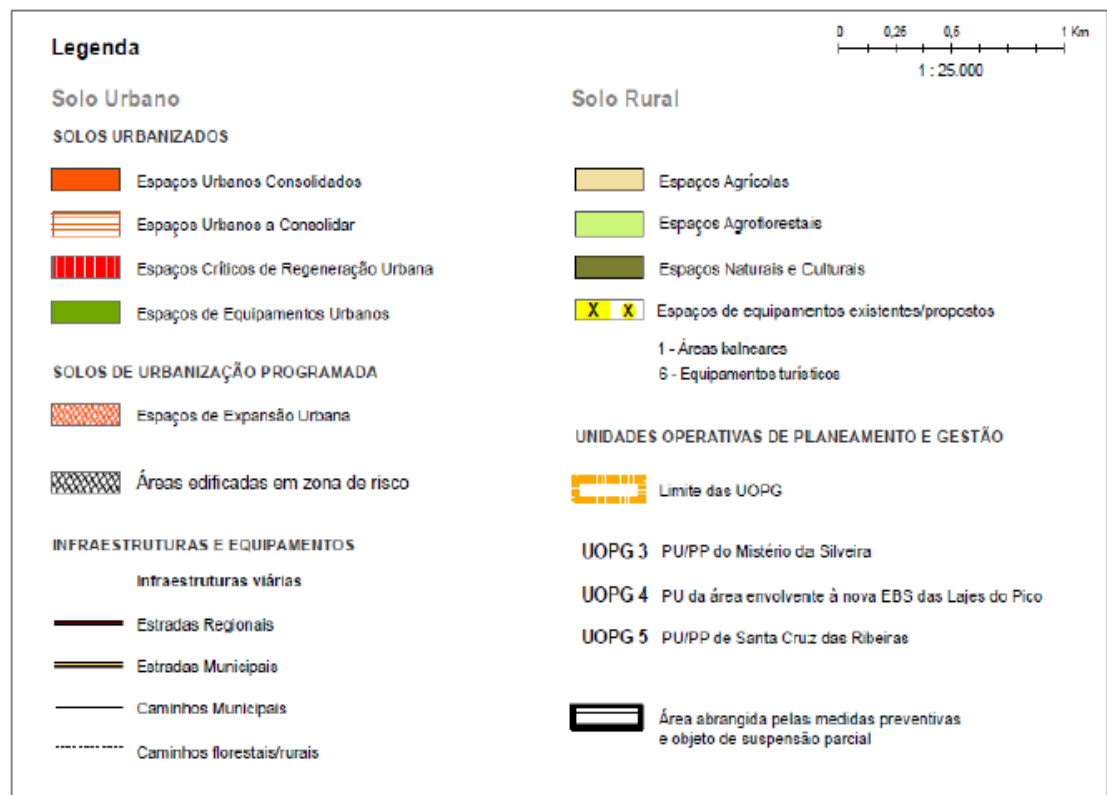 Legenda
0 0,25 0,5 1 Km
1 : 25.000
Solo Urbano
SOLOS URBANIZADOS
Espaços Urbanos Consolidados
Espaços Urbanos a Consolidar
Espaços Críticos de Regeneração Urbana
Espaços de Equipamentos Urbanos
SOLOS DE URBANIZAÇÃO PROGRAMADA
Espaços de Expansão Urbana
Áreas edificadas em zona de risco
INFRAESTRUTURAS E EQUIPAMENTOS
Infraestruturas viárias
Estradas Regionais
Estradas Municipais
Caminhos Municipais
Caminhos florestais/rurais
Solo Rural
Espaços Agrícolas
Espaços Agroflorestais
Espaços Naturais e Culturais
X X Espaços de equipamentos existentes/propostos
1 - Áreas balneares
6 - Equipamentos turísticos
UNIDADES OPERATIVAS DE PLANEAMENTO E GESTÃO
Limite das UOPG
UOPG 3 PU/PP do Mistério da Silveira
UOPG 4 PU da área envolvente à nova EBS das Lajes do Pico
UOPG 5 PU/PP de Santa Cruz das Ribeiras
Área abrangida pelas medidas preventivas
e objeto de suspensão parcial